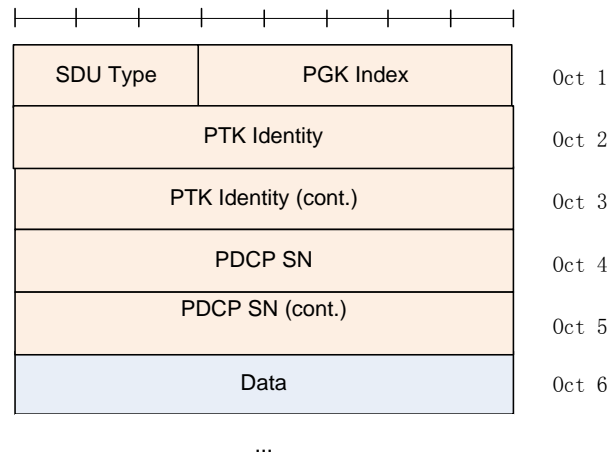 SDU Type PGK Index Oct 1
PTK Identity Oct 2
PTK Identity (cont.) Oct 3
PDCP SN Oct 4
PDCP SN (cont.) Oct 5
Data Oct 6
...